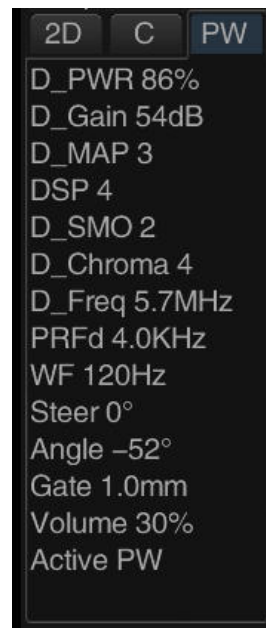 2D C PW
D_PWR 86%
D_Gain 54dB
D_MAP 3
DSP 4
D_SMO 2
D_Chroma 4
D_Freq 5.7MHz
PRFd 4.0KHz
WF 120Hz
Steer 0°
Angle –52°
Gate 1.0mm
Volume 30%
Active PW